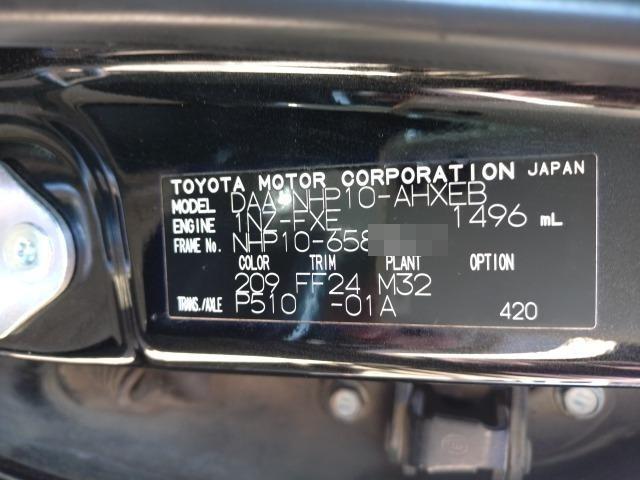 TOYOTA MOTOR CORPORATION JAPAN
MODEL DAA-NHP10-AHXEB
ENGINE 1NZ-FXE 1496 mL
FRAME No. NHP10-658
COLOR TRIM PLANT OPTION
209 FF24 M32
TRANS./AXLE P510 -01A 420